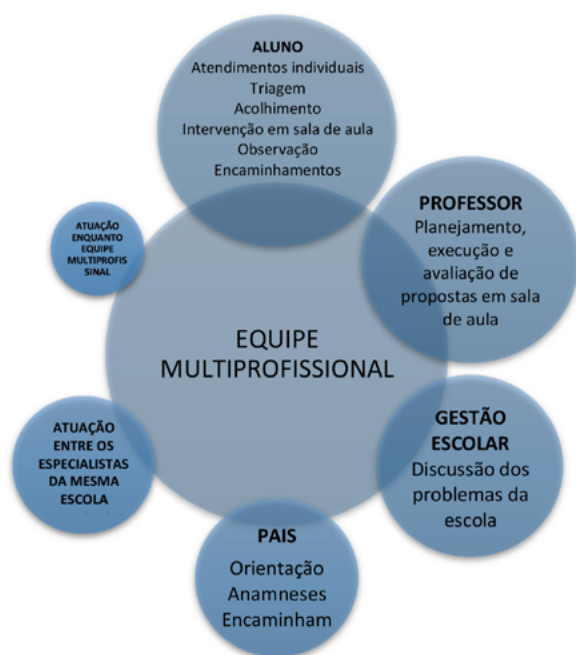 ALUNO
Atendimentos individuais
Triagem
Acolhimento
Intervenção em sala de aula
Observação
Encaminhamentos
PROFESSOR
Planejamento,
execução e
avaliação de
propostas em sala
de aula
GESTÃO
ESCOLAR
Discussão dos
problemas da
escola
PAIS
Orientação
Anamneses
Encaminham
ATUAÇÃO
ENTRE OS
ESPECIALISTAS
DA MESMA
ESCOLA
ATUAÇÃO
ENQUANTO
EQUIPE
MULTIPROFIS
SINAL
EQUIPE
MULTIPROFISSIONAL